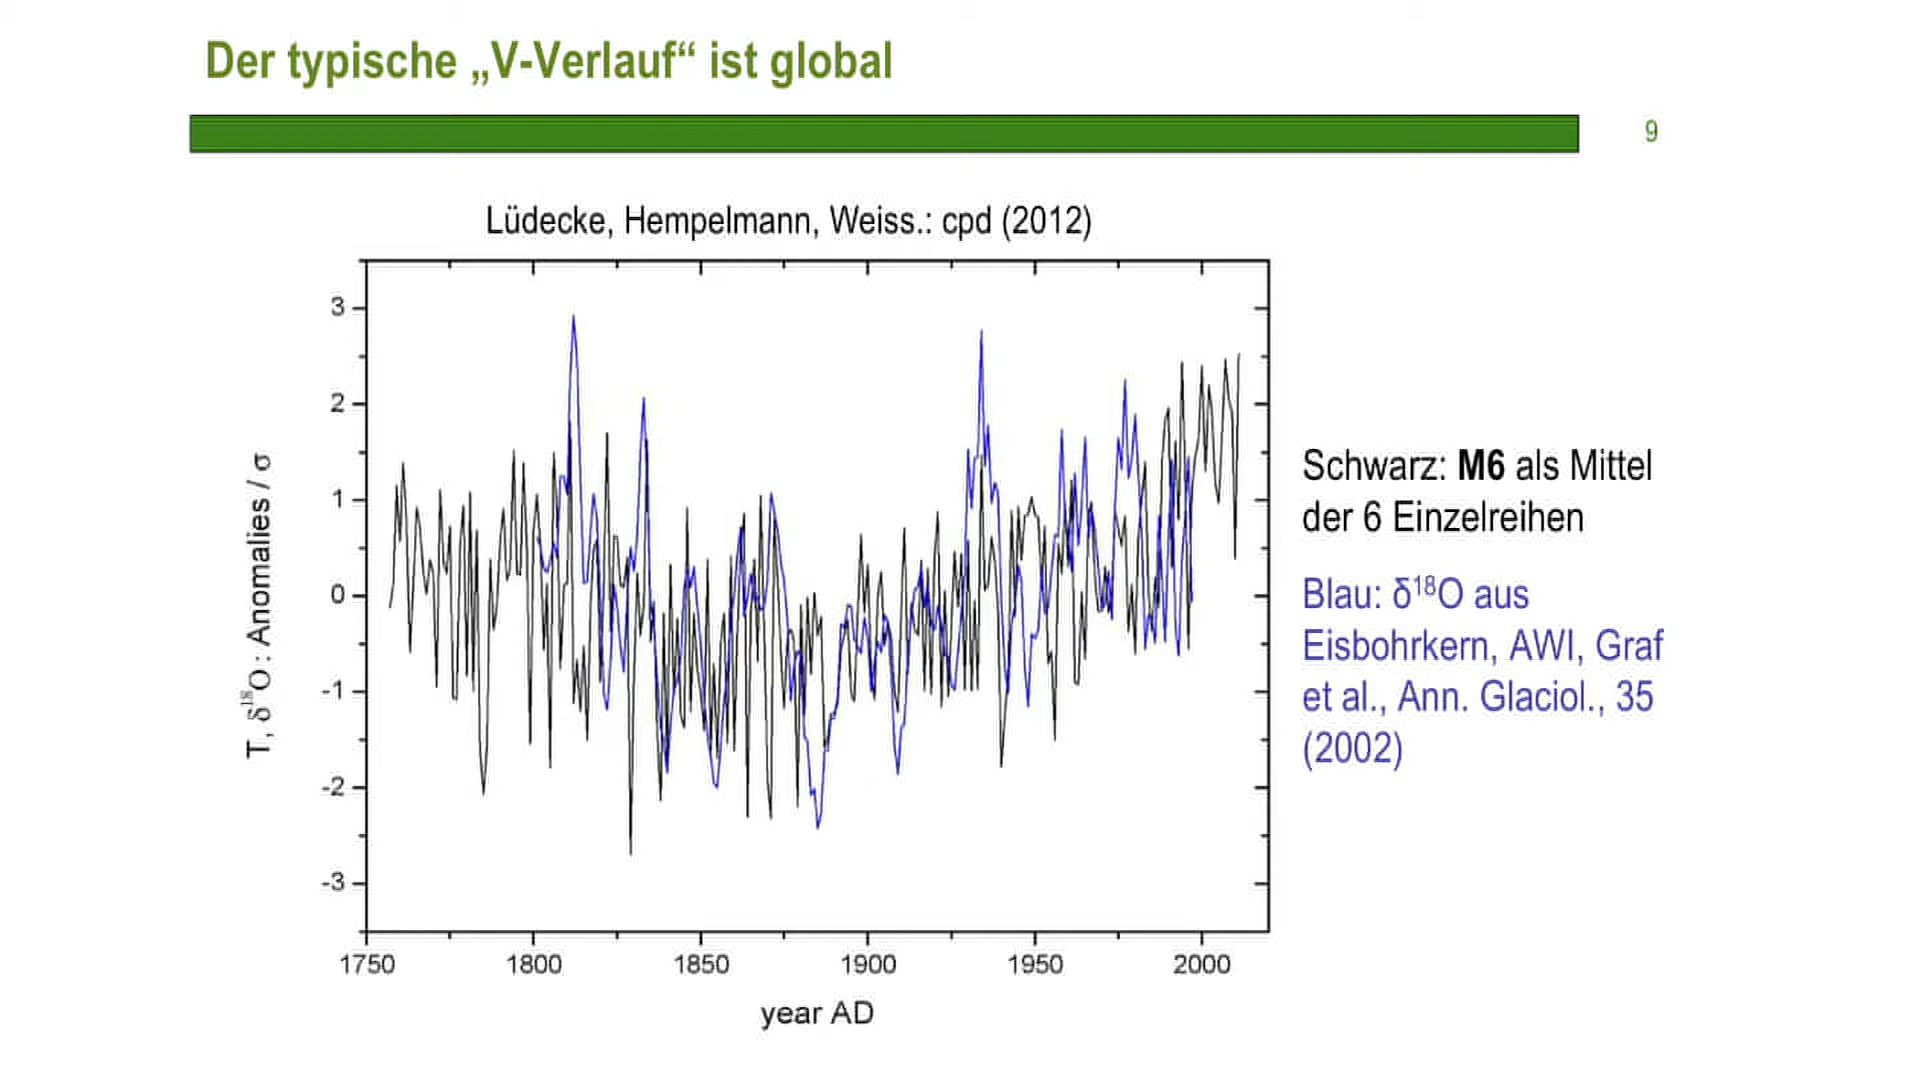 Der typische „V-Verlauf“ ist global
9
Lüdecke, Hempelmann, Weiss.: cpd (2012)
3
2
1
0
-1
-2
-3
T, δ¹⁸O : Anomalies / σ
1750 1800 1850 1900 1950 2000
year AD
Schwarz: M6 als Mittel
der 6 Einzelreihen
Blau: δ¹⁸O aus
Eisbohrkern, AWI, Graf
et al., Ann. Glaciol., 35
(2002)